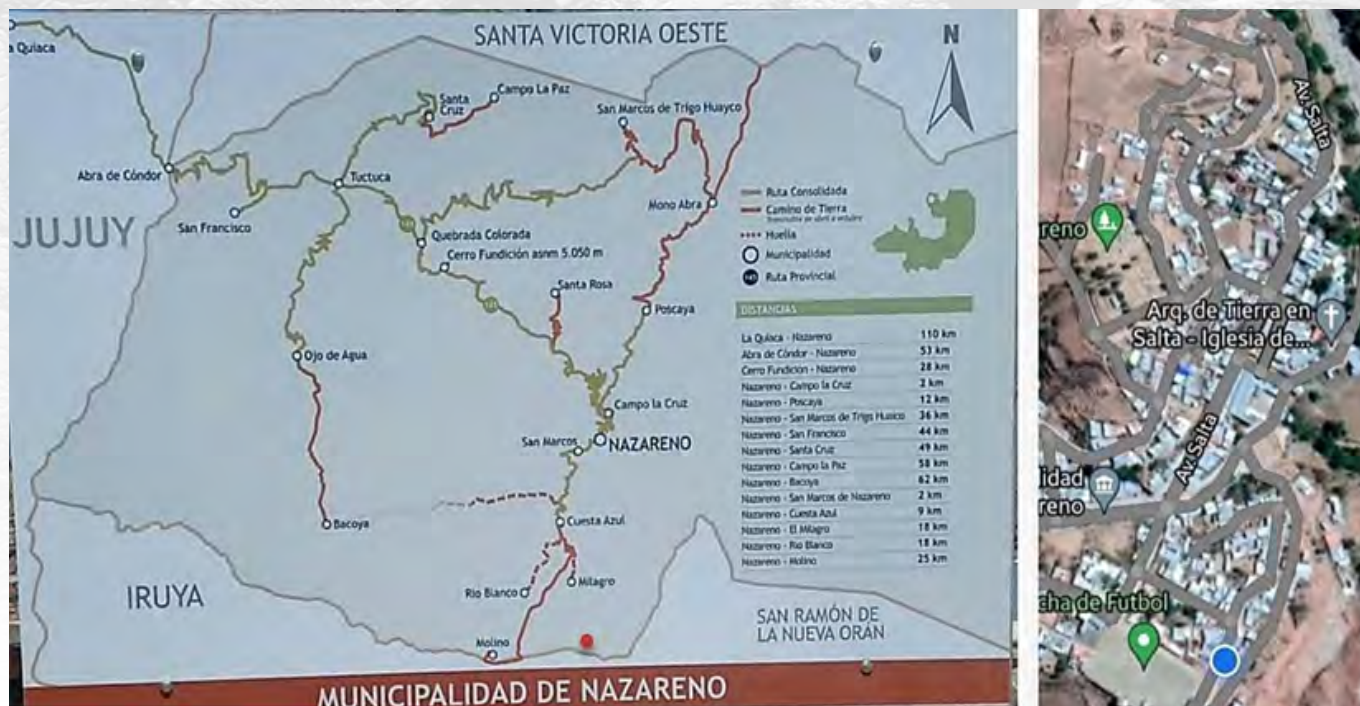 SANTA VICTORIA OESTE
N
a Quiaca
Santa
Cruz
Campo La Paz
San Marcos de Trigo Huayco
Abra de Cóndor
Tuctuca
San Francisco
JUJUY
Quebrada Colorada
Cerro Fundición asnm 5.050 m
Mono Abra
Santa Rosa
Poscaya
Ojo de Agua
Campo la Cruz
San Marcos
NAZARENO
Bacoya
Cuesta Azul
IRUYA
Rio Blanco
Milagro
Molino
SAN RAMÓN DE
LA NUEVA ORÁN
Ruta Consolidada
Camino de Tierra
Huella
Municipalidad
Ruta Provincial
DISTANCIAS
La Quiaca - Nazareno 110 km
Abra de Cóndor - Nazareno 53 km
Cerro Fundición - Nazareno 28 km
Nazareno - Campo la Cruz 2 km
Nazareno - Poscaya 12 km
Nazareno - San Marcos de Trigo Huaico 36 km
Nazareno - San Francisco 44 km
Nazareno - Santa Cruz 49 km
Nazareno - Campo la Paz 58 km
Nazareno - Bacoya 62 km
Nazareno - San Marcos de Nazareno 2 km
Nazareno - Cuesta Azul 9 km
Nazareno - El Milagro 18 km
Nazareno - Rio Blanco 18 km
Nazareno - Molino 25 km
MUNICIPALIDAD DE NAZARENO
Av. Salta
reno
Arq. de Tierra en
Salta - Iglesia de...
Av. Salta
lidad
reno
cha de Futbol